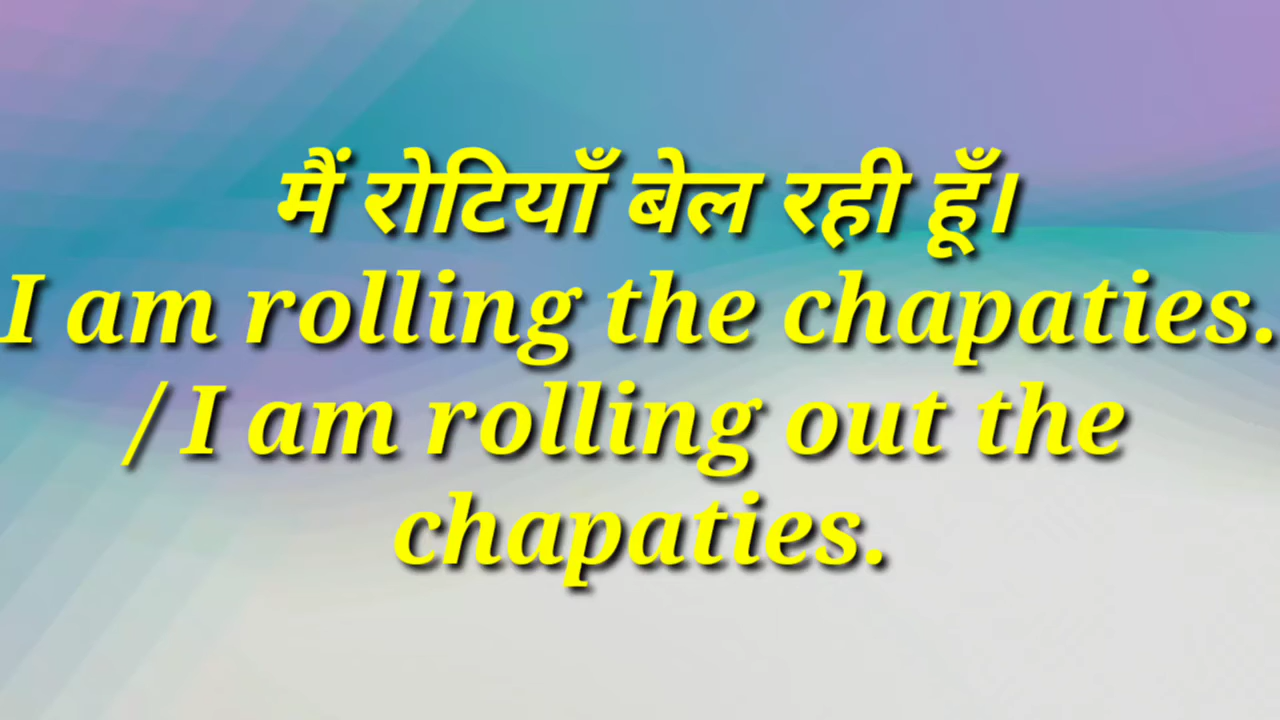 मैं रोटियाँ बेल रही हूँ।
I am rolling the chapaties.
/ I am rolling out the
chapaties.